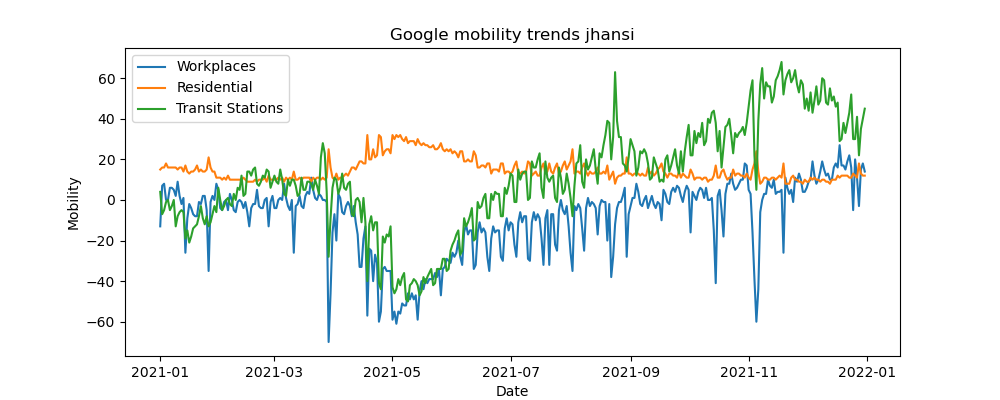 Google mobility trends jhansi
Workplaces
Residential
Transit Stations
60
40
20
0
−20
−40
−60
Mobility
2021-01
2021-03
2021-05
2021-07
2021-09
2021-11
2022-01
Date